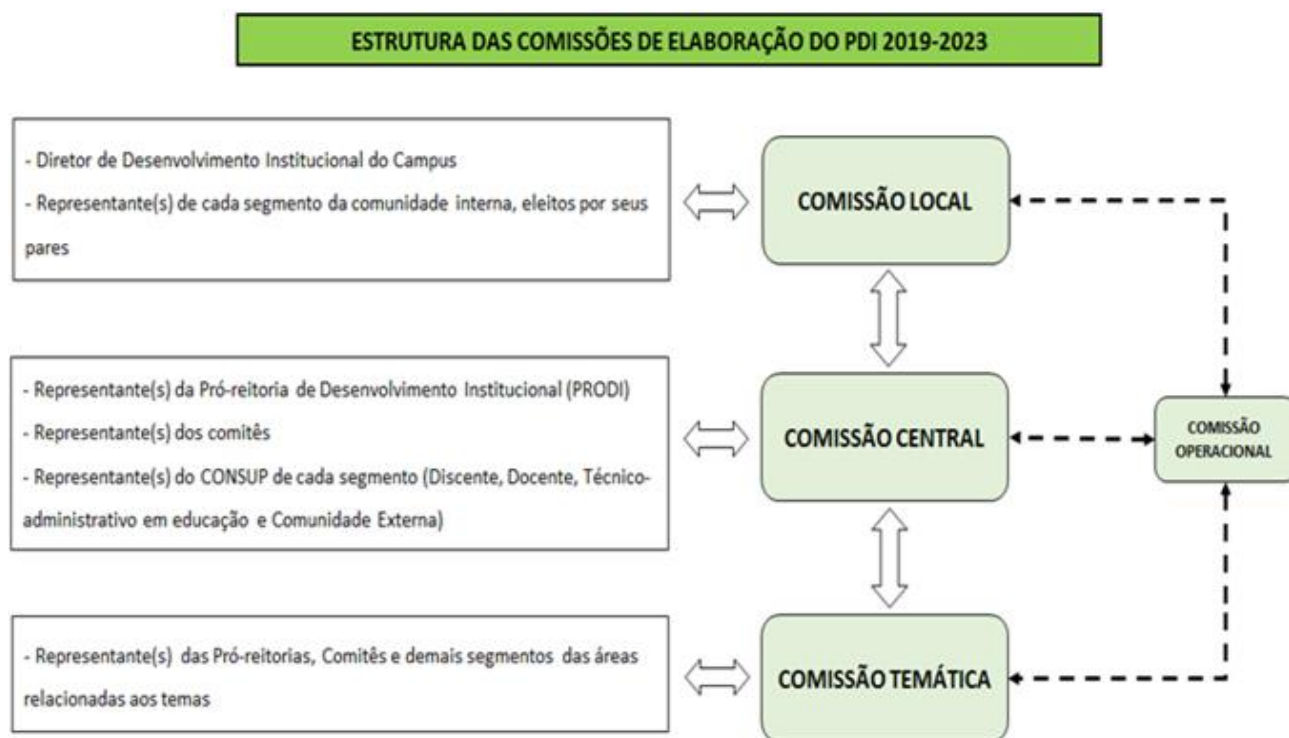 ESTRUTURA DAS COMISSÕES DE ELABORAÇÃO DO PDI 2019-2023
- Diretor de Desenvolvimento Institucional do Campus
- Representante(s) de cada segmento da comunidade interna, eleitos por seus
pares
COMISSÃO LOCAL
- Representante(s) da Pró-reitoria de Desenvolvimento Institucional (PRODI)
- Representante(s) dos comitês
- Representante(s) do CONSUP de cada segmento (Discente, Docente, Técnico-
administrativo em educação e Comunidade Externa)
COMISSÃO CENTRAL
COMISSÃO
OPERACIONAL
- Representante(s) das Pró-reitorias, Comitês e demais segmentos das áreas
relacionadas aos temas
COMISSÃO TEMÁTICA